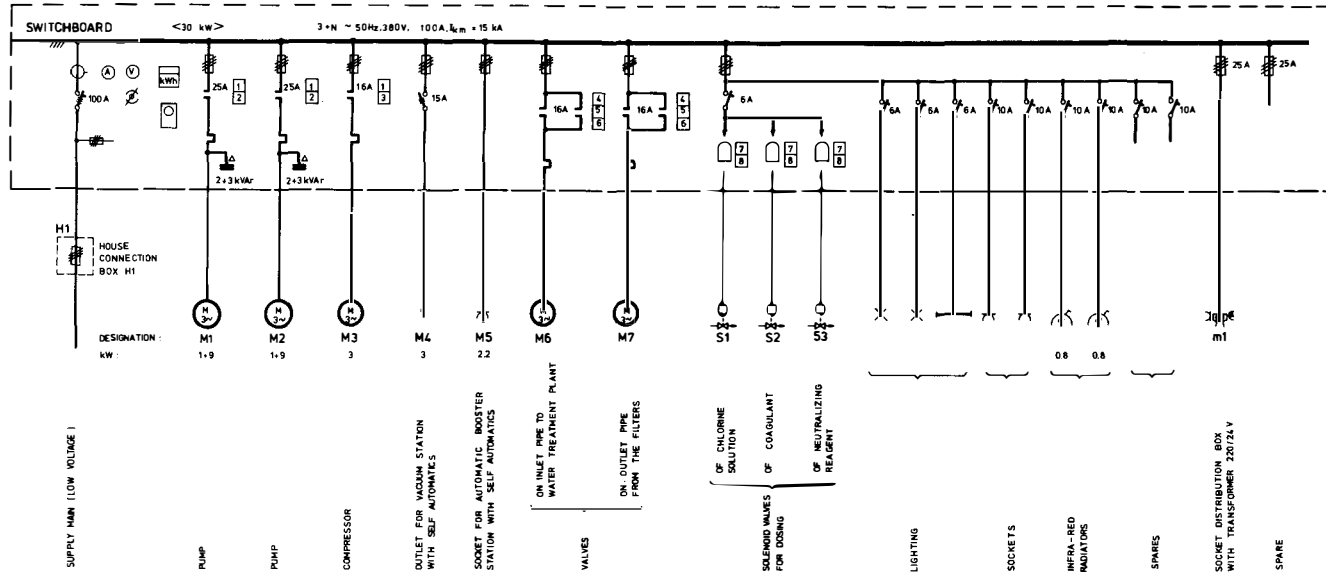 SWITCHBOARD <30 kW> 3+N ~ 50Hz.380V. 100A.Ikm = 15 kA
A V kWh
100 A
25A 1 2
25A 1 2
16A 1 3
15A
16A 4 5 6
16A 4 5 6
6A
6A 6A 6A 10A 10A 10A 10A 10A 10A
25A 25A
7 8
7 8
7 8
2+3 kVAr 2+3 kVAr
H1
HOUSE
CONNECTION
BOX H1
M 3~ M 3~ M 3~ 3~ 3~
DESIGNATION : M1 M2 M3 M4 M5 M6 M7 S1 S2 S3 m1
kW : 1+9 1+9 3 3 2.2 0.8 0.8
SUPPLY MAIN (LOW VOLTAGE)
PUMP
PUMP
COMPRESSOR
OUTLET FOR VACUUM STATION
WITH SELF AUTOMATICS
SOCKET FOR AUTOMATIC BOOSTER
STATION WITH SELF AUTOMATICS
ON INLET PIPE TO
WATER TREATMENT PLANT
ON OUTLET PIPE
FROM THE FILTERS
VALVES
OF CHLORINE
SOLUTION
OF COAGULANT
OF NEUTRALIZING
REAGENT
SOLENOID VALVES
FOR DOSING
LIGHTING
SOCKETS
INFRA-RED
RADIATORS
SPARES
SOCKET DISTRIBUTION BOX
WITH TRANSFORMER 220/24 V
SPARE